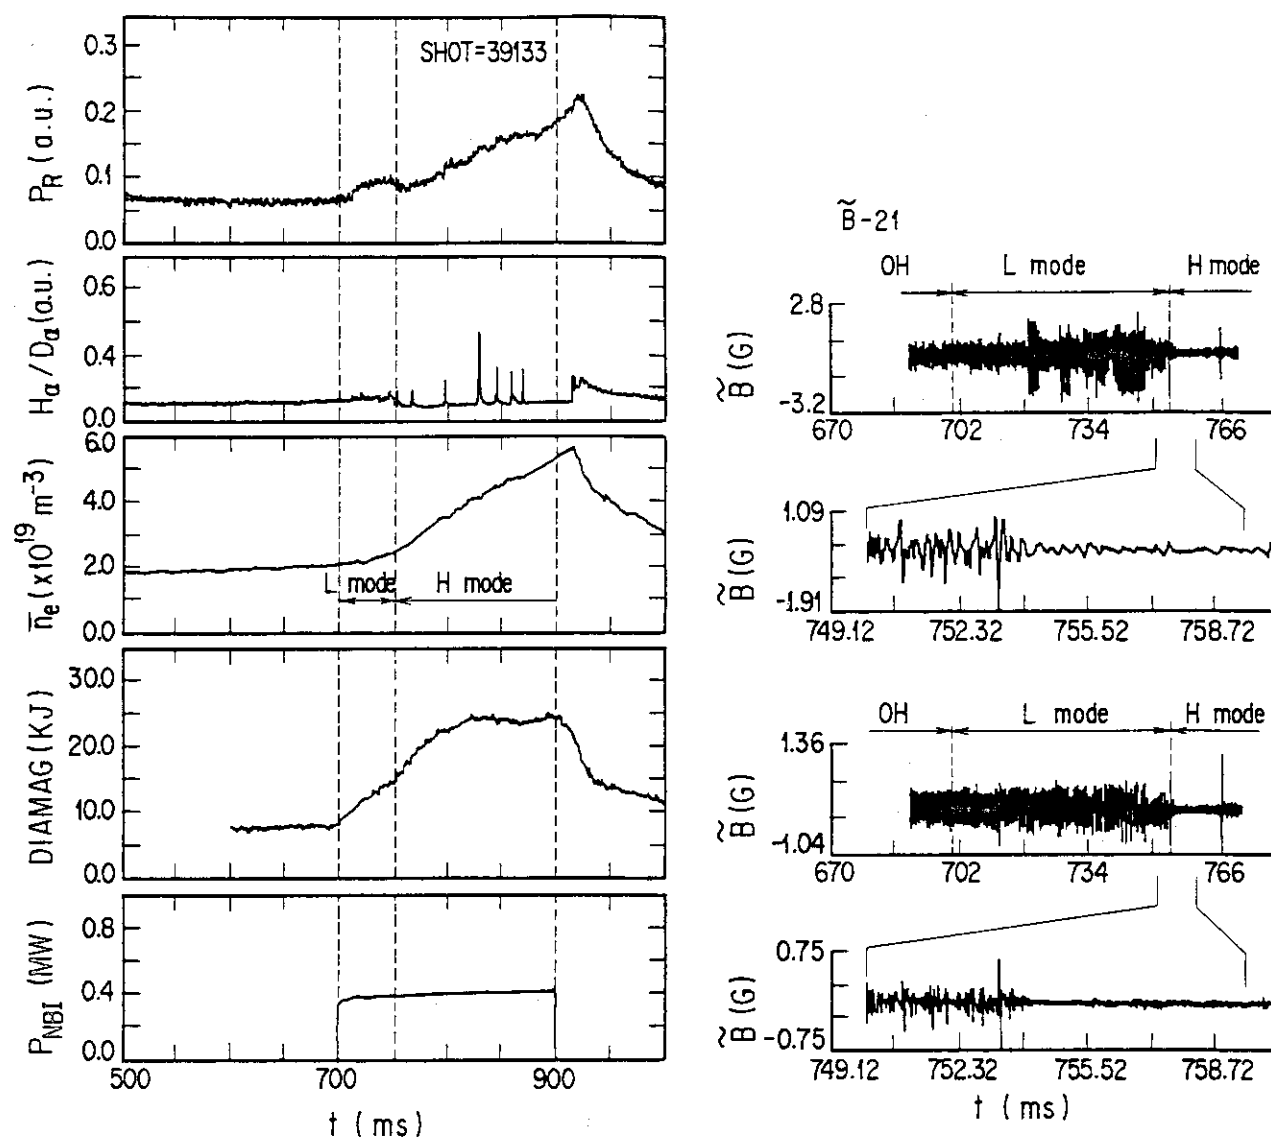 SHOT=39133
P_R (a.u.)
0.3
0.2
0.1
0.0
H_α / D_α (a.u.)
0.6
0.4
0.2
0.0
n̅_e (x10^19 m^-3)
6.0
4.0
2.0
0.0
L mode
H mode
DIAMAG (KJ)
30.0
20.0
10.0
0.0
P_NBI (MW)
0.8
0.4
0.0
500 700 900
t (ms)
B̃-21
OH L mode H mode
B̃ (G)
2.8
-3.2
670 702 734 766
B̃ (G)
1.09
-1.91
749.12 752.32 755.52 758.72
OH L mode H mode
B̃ (G)
1.36
-1.04
670 702 734 766
B̃ (G)
0.75
-0.75
749.12 752.32 755.52 758.72
t (ms)